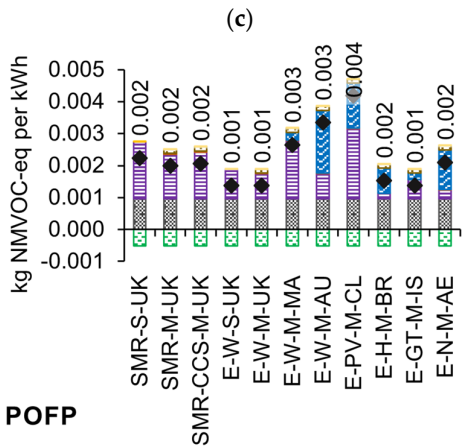 (c)
kg NMVOC-eq per kWh
0.005
0.004
0.003
0.002
0.001
0.000
-0.001
0.002
0.002
0.002
0.001
0.001
0.003
0.003
0.004
0.002
0.001
0.002
SMR-S-UK
SMR-M-UK
SMR-CCS-M-UK
E-W-S-UK
E-W-M-UK
E-W-M-MA
E-W-M-AU
E-PV-M-CL
E-H-M-BR
E-GT-M-IS
E-N-M-AE
POFP